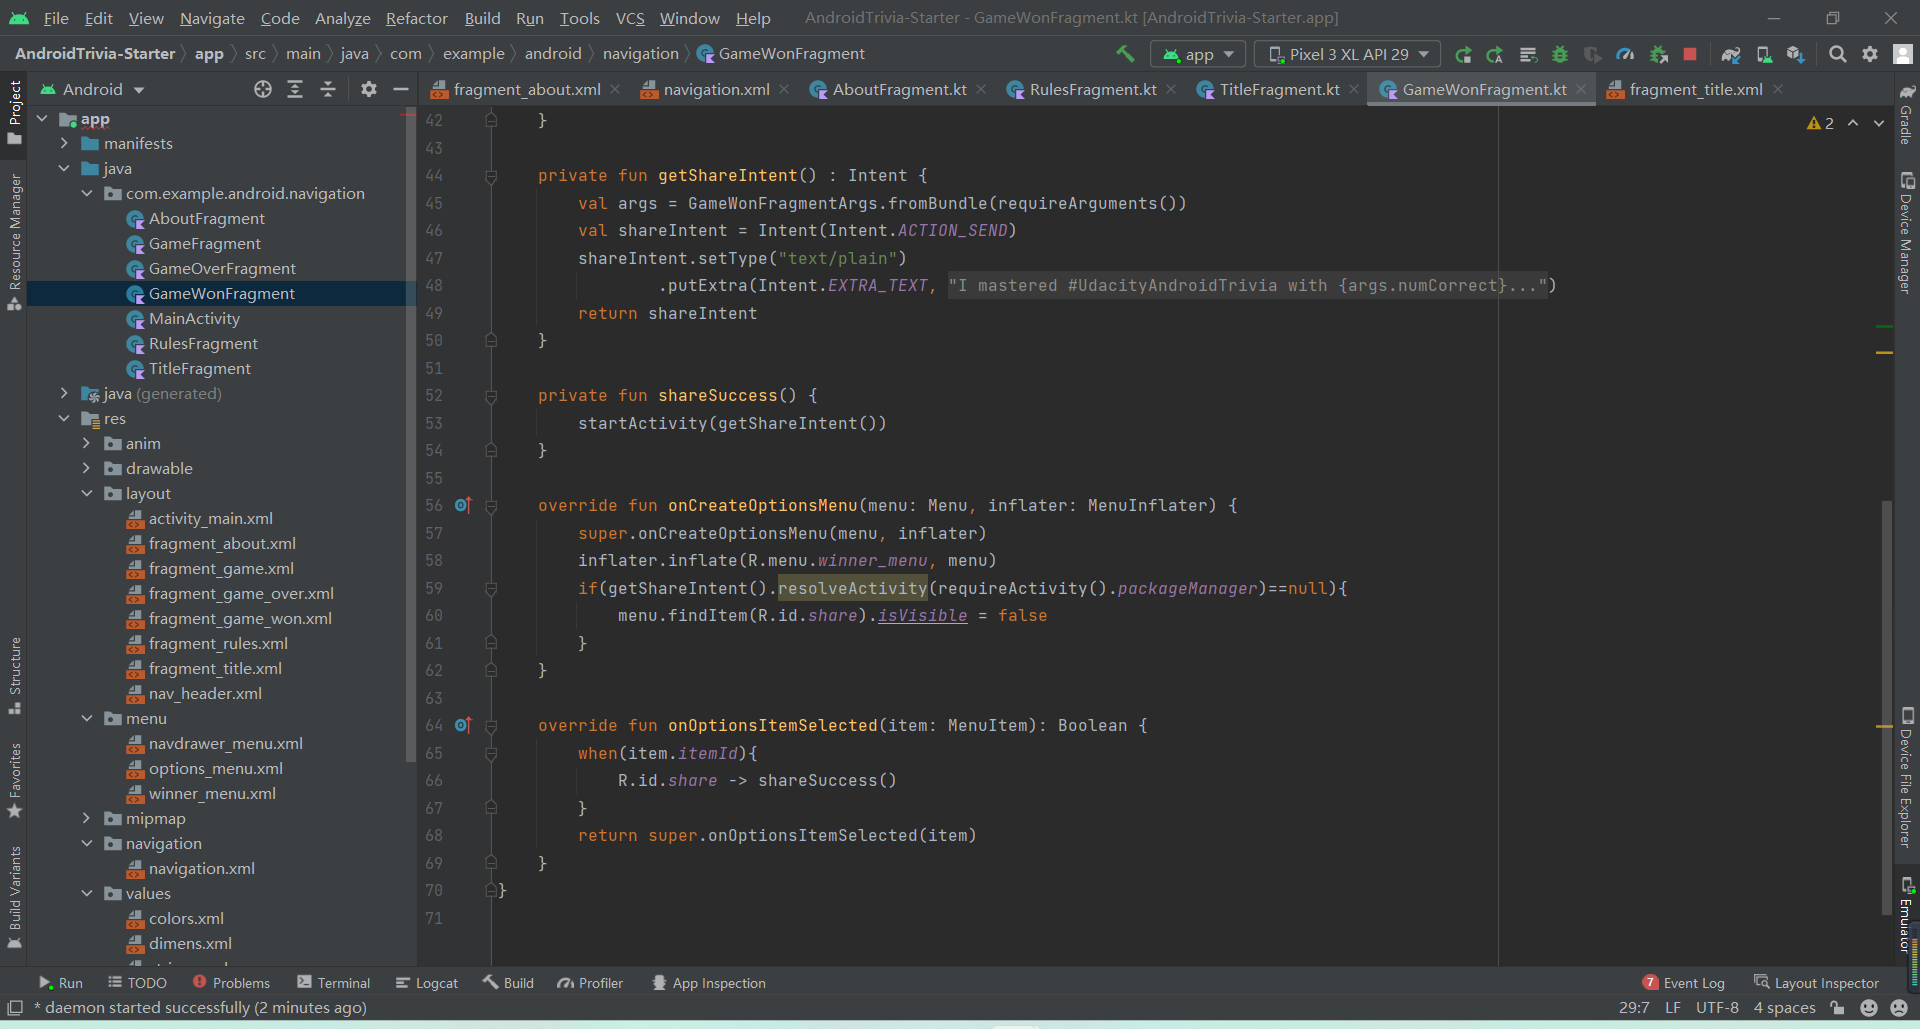 File Edit View Navigate Code Analyze Refactor Build Run Tools VCS Window Help AndroidTrivia-Starter - GameWonFragment.kt [AndroidTrivia-Starter.app]
AndroidTrivia-Starter app src main java com example android navigation GameWonFragment app Pixel 3 XL API 29
Android
fragment_about.xml navigation.xml AboutFragment.kt RulesFragment.kt TitleFragment.kt GameWonFragment.kt fragment_title.xml
Project
Resource Manager
Structure
Favorites
Build Variants
app
manifests
java
com.example.android.navigation
AboutFragment
GameFragment
GameOverFragment
GameWonFragment
MainActivity
RulesFragment
TitleFragment
java (generated)
res
anim
drawable
layout
activity_main.xml
fragment_about.xml
fragment_game.xml
fragment_game_over.xml
fragment_game_won.xml
fragment_rules.xml
fragment_title.xml
nav_header.xml
menu
navdrawer_menu.xml
options_menu.xml
winner_menu.xml
mipmap
navigation
navigation.xml
values
colors.xml
dimens.xml
42 }
43
44 private fun getShareIntent() : Intent {
45 val args = GameWonFragmentArgs.fromBundle(requireArguments())
46 val shareIntent = Intent(Intent.ACTION_SEND)
47 shareIntent.setType("text/plain")
48 .putExtra(Intent.EXTRA_TEXT, "I mastered #UdacityAndroidTrivia with {args.numCorrect}...")
49 return shareIntent
50 }
51
52 private fun shareSuccess() {
53 startActivity(getShareIntent())
54 }
55
56 override fun onCreateOptionsMenu(menu: Menu, inflater: MenuInflater) {
57 super.onCreateOptionsMenu(menu, inflater)
58 inflater.inflate(R.menu.winner_menu, menu)
59 if(getShareIntent().resolveActivity(requireActivity().packageManager)==null){
60 menu.findItem(R.id.share).isVisible = false
61 }
62 }
63
64 override fun onOptionsItemSelected(item: MenuItem): Boolean {
65 when(item.itemId){
66 R.id.share -> shareSuccess()
67 }
68 return super.onOptionsItemSelected(item)
69 }
70 }
71
2
Gradle
Device Manager
Device File Explorer
Emulator
Run TODO Problems Terminal Logcat Build Profiler App Inspection 7 Event Log Layout Inspector
* daemon started successfully (2 minutes ago) 29:7 LF UTF-8 4 spaces